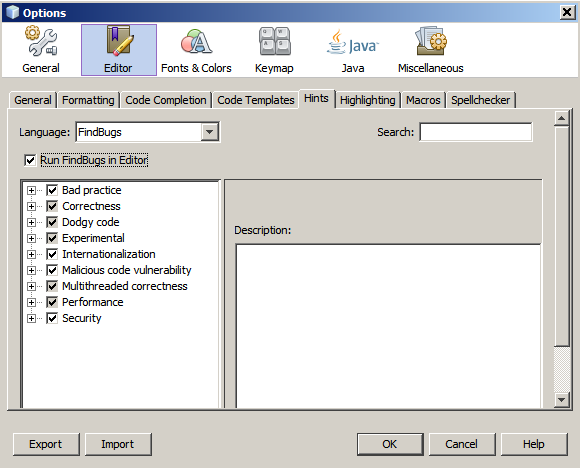 Options
General Editor Fonts & Colors Keymap Java Miscellaneous
General Formatting Code Completion Code Templates Hints Highlighting Macros Spellchecker
Language: FindBugs Search:
Run FindBugs in Editor
Bad practice
Correctness
Dodgy code
Experimental
Internationalization
Malicious code vulnerability
Multithreaded correctness
Performance
Security
Description:
Export Import OK Cancel Help